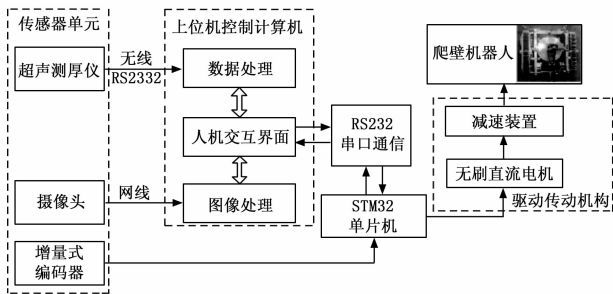 传感器单元
超声测厚仪
摄像头
增量式
编码器
无线
RS2332
网线
上位机控制计算机
数据处理
人机交互界面
图像处理
RS232
串口通信
STM32
单片机
爬壁机器人
减速装置
无刷直流电机
驱动传动机构